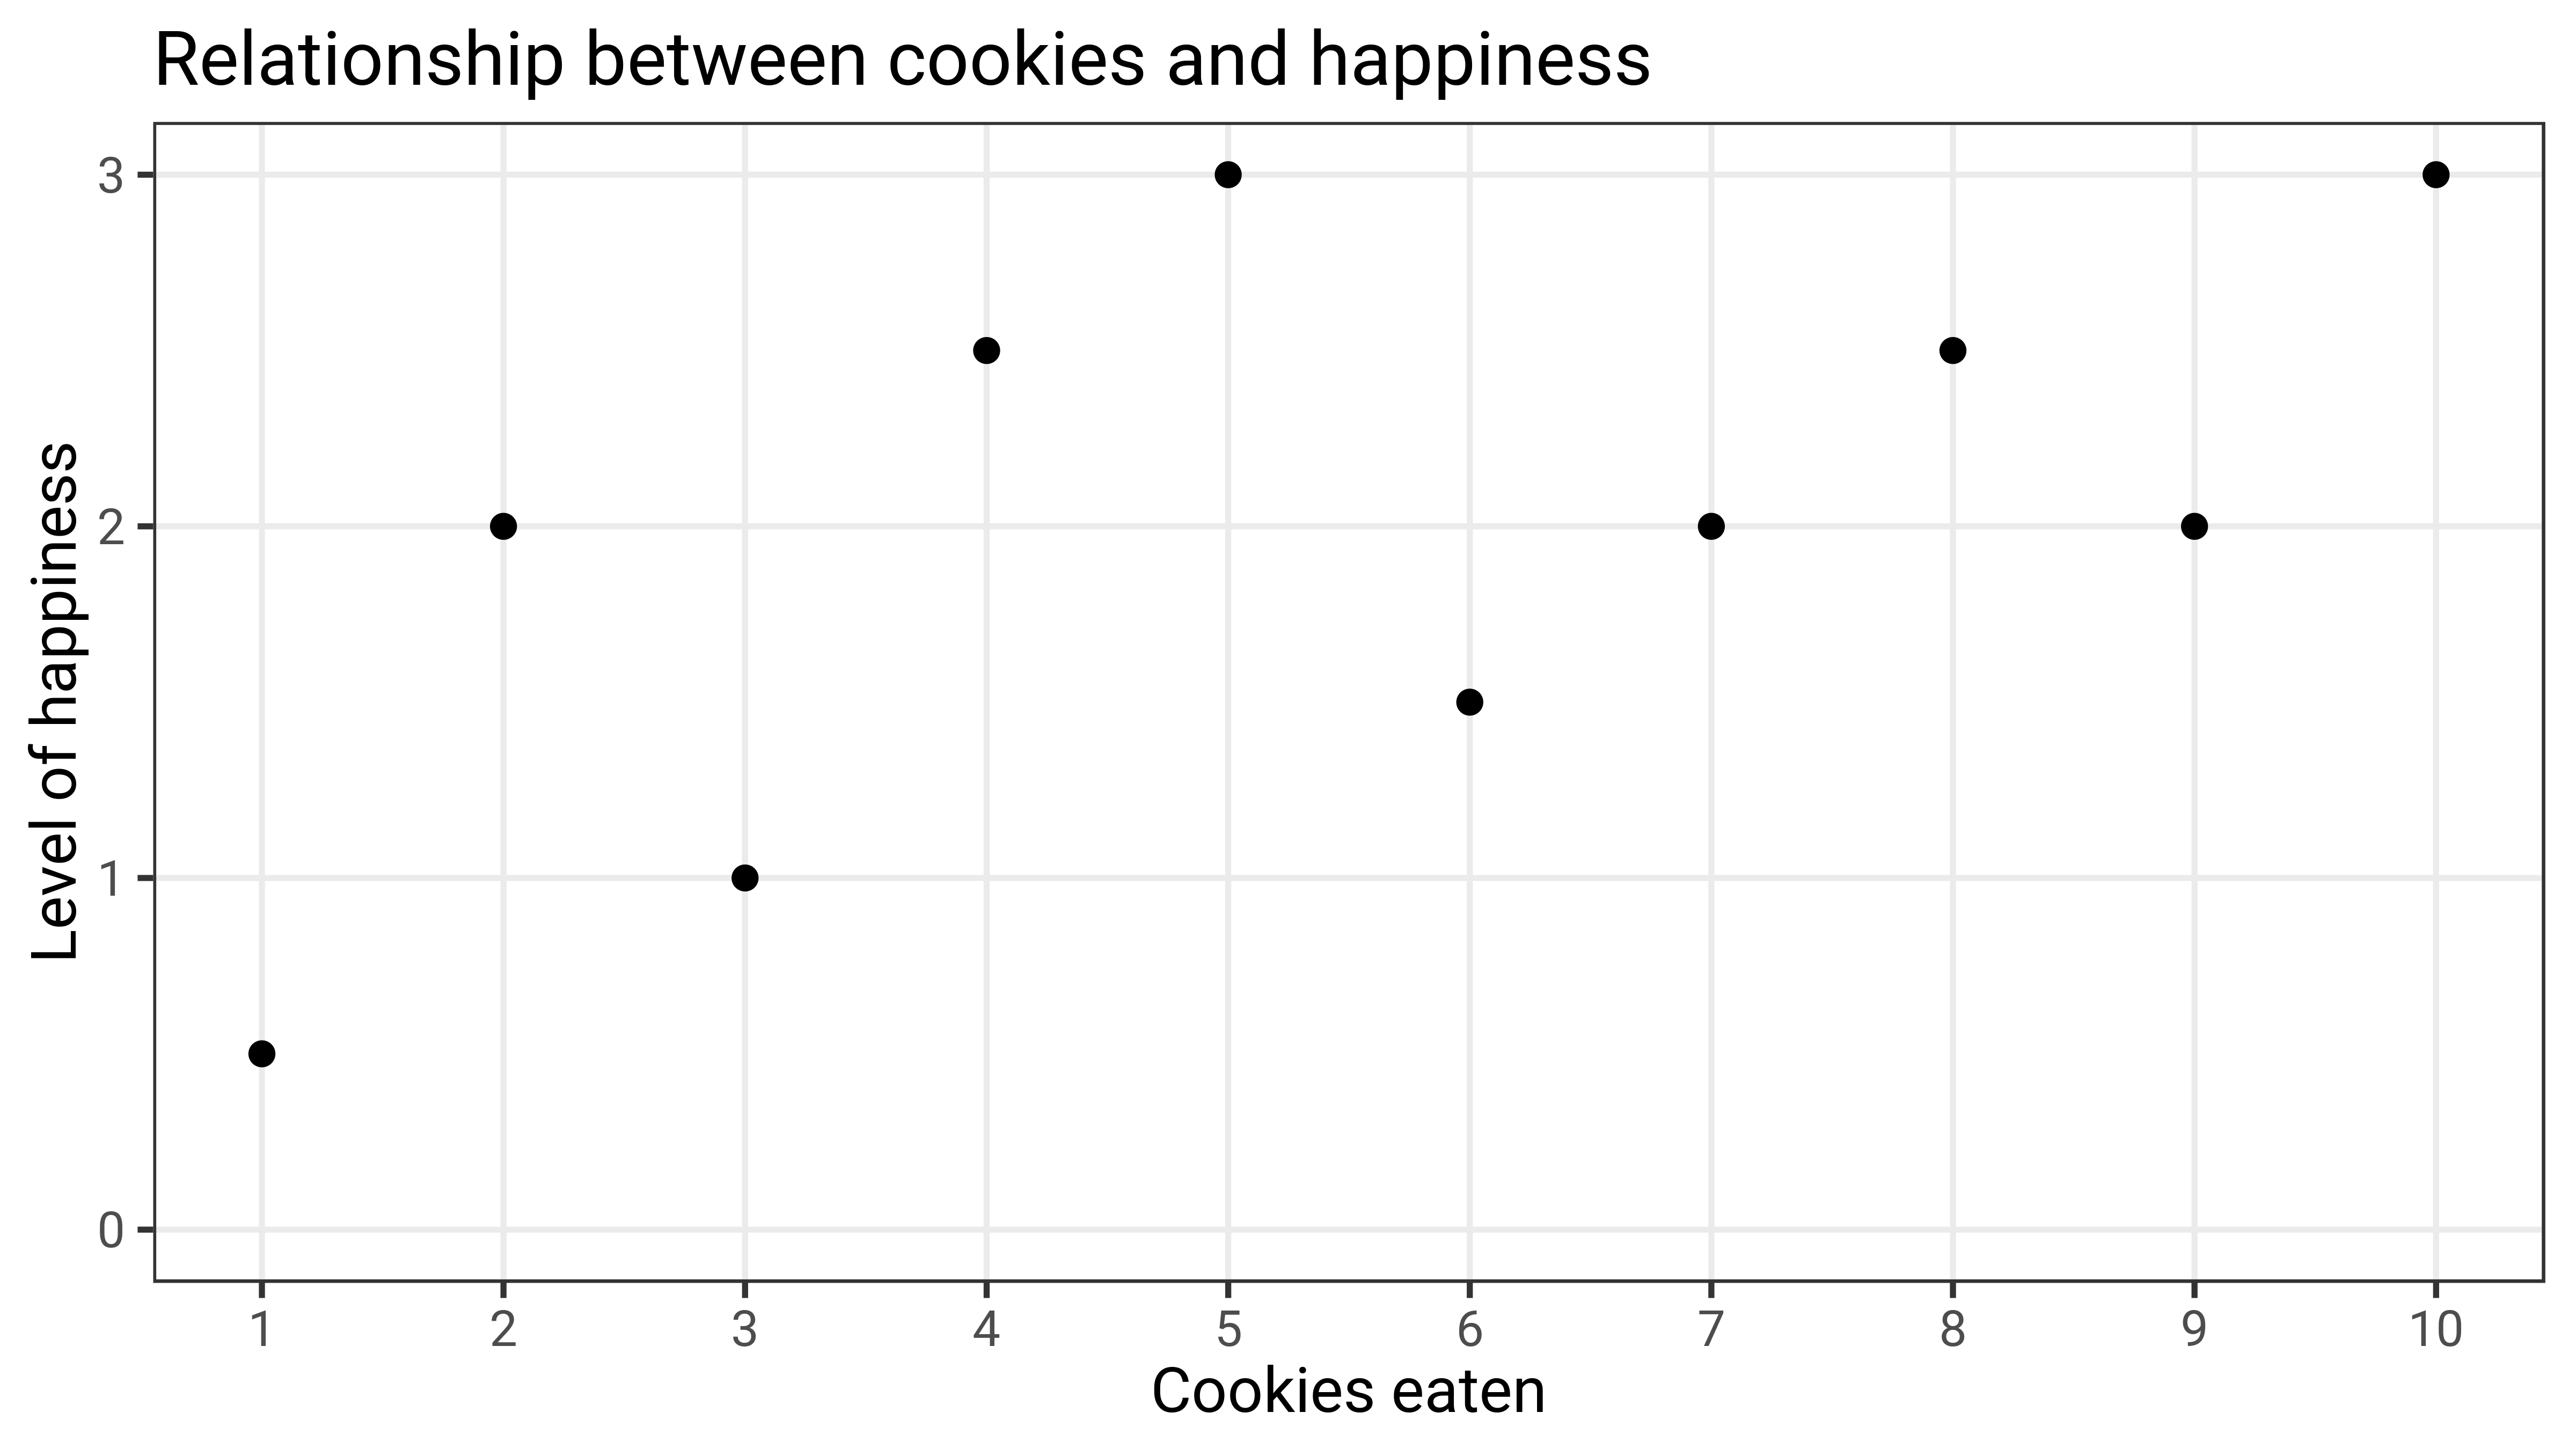 Relationship between cookies and happiness
Level of happiness
3
2
1
0
1 2 3 4 5 6 7 8 9 10
Cookies eaten